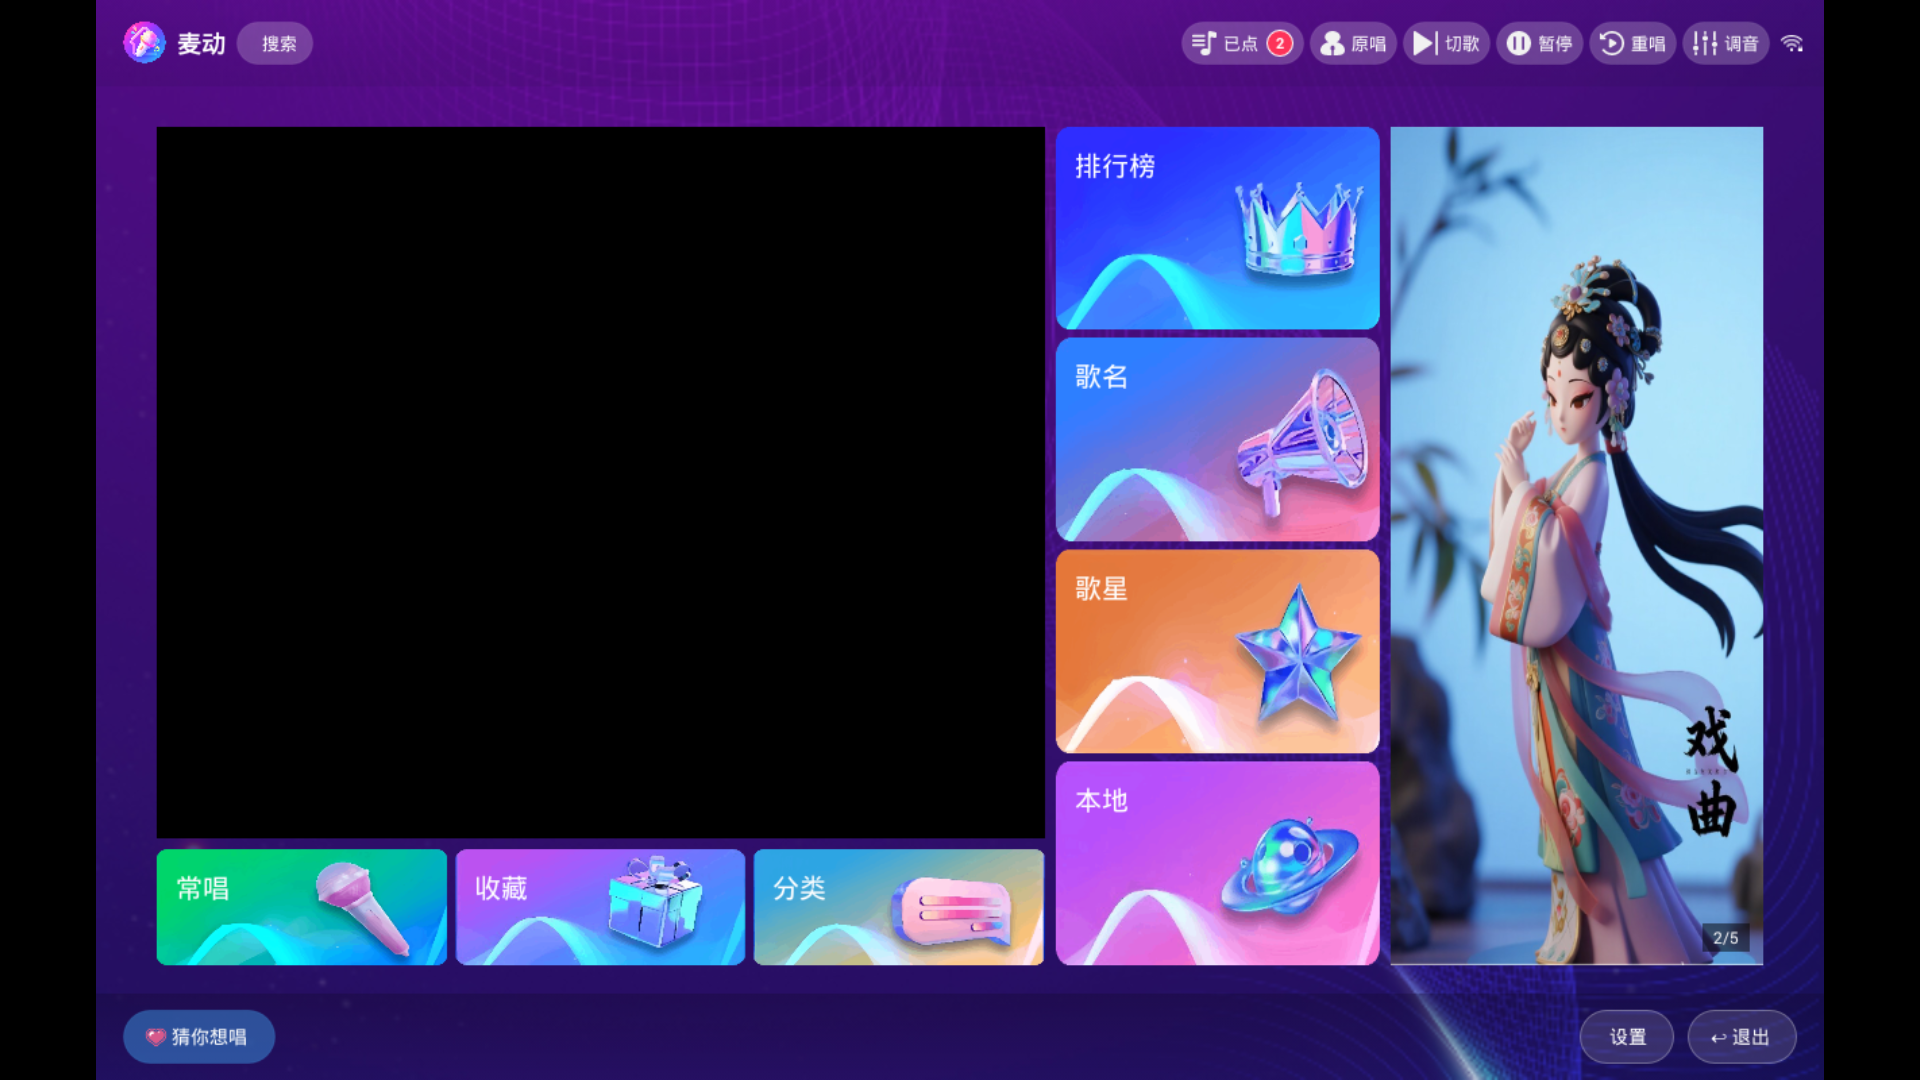 麦动
搜索
已点 2
原唱
切歌
暂停
重唱
调音
排行榜
歌名
歌星
本地
戏曲
2/5
常唱
收藏
分类
猜你想唱
设置
退出